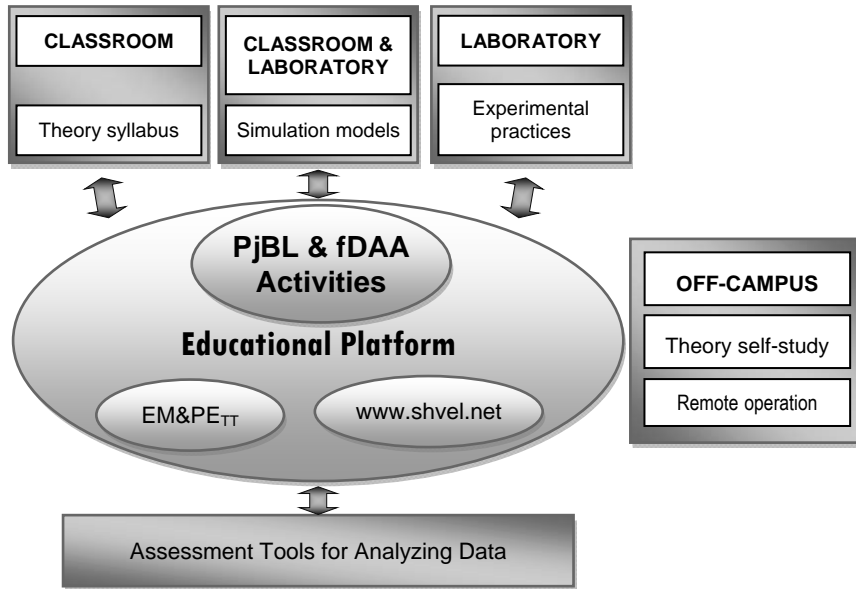 CLASSROOM
Theory syllabus
CLASSROOM &
LABORATORY
Simulation models
LABORATORY
Experimental
practices
PjBL & fDAA
Activities
Educational Platform
EM&PE_TT
www.shvel.net
OFF-CAMPUS
Theory self-study
Remote operation
Assessment Tools for Analyzing Data